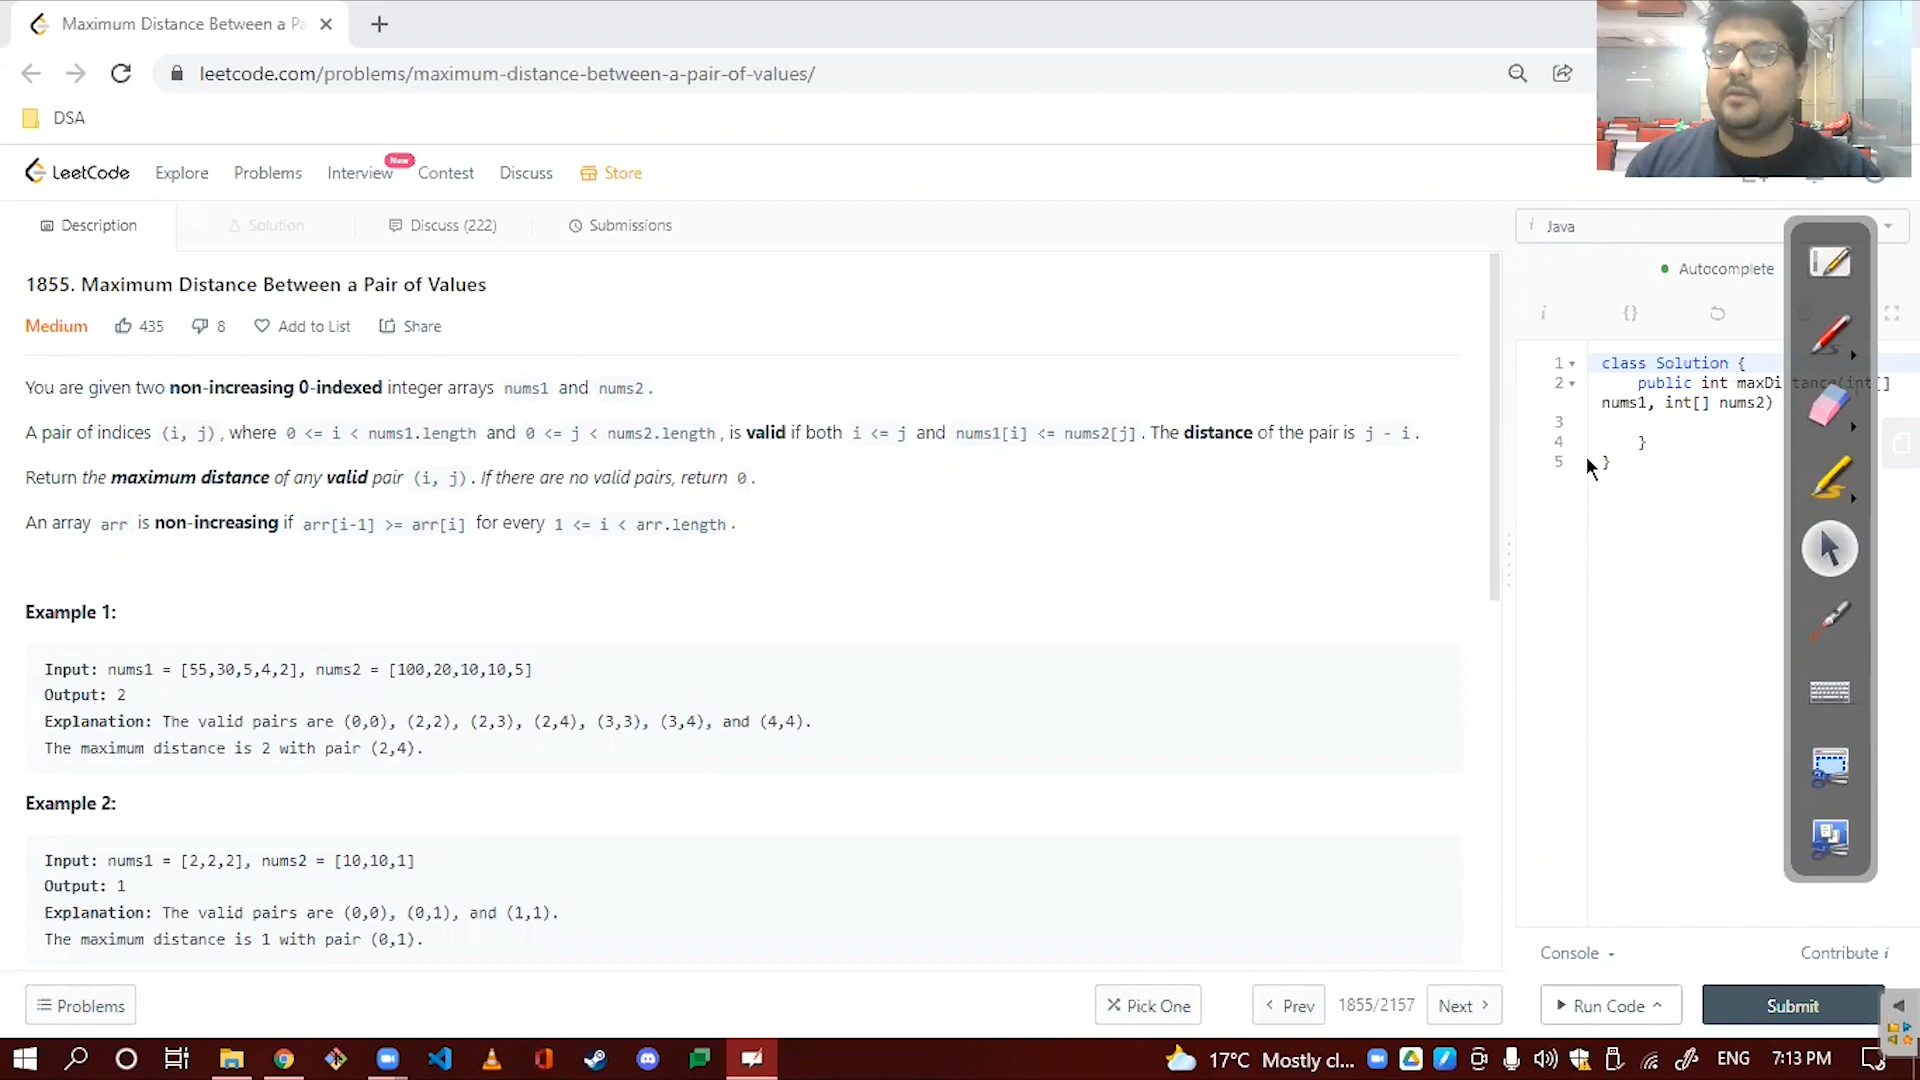 Maximum Distance Between a Pa
leetcode.com/problems/maximum-distance-between-a-pair-of-values/
DSA
LeetCode Explore Problems Interview New Contest Discuss Store
Description Solution Discuss (222) Submissions
1855. Maximum Distance Between a Pair of Values
Medium 435 8 Add to List Share
You are given two non-increasing 0-indexed integer arrays nums1 and nums2.
A pair of indices (i, j), where 0 <= i < nums1.length and 0 <= j < nums2.length, is valid if both i <= j and nums1[i] <= nums2[j]. The distance of the pair is j - i.
Return the maximum distance of any valid pair (i, j). If there are no valid pairs, return 0.
An array arr is non-increasing if arr[i-1] >= arr[i] for every 1 <= i < arr.length.
Example 1:
Input: nums1 = [55,30,5,4,2], nums2 = [100,20,10,10,5]
Output: 2
Explanation: The valid pairs are (0,0), (2,2), (2,3), (2,4), (3,3), (3,4), and (4,4).
The maximum distance is 2 with pair (2,4).
Example 2:
Input: nums1 = [2,2,2], nums2 = [10,10,1]
Output: 1
Explanation: The valid pairs are (0,0), (0,1), and (1,1).
The maximum distance is 1 with pair (0,1).
Problems Pick One < Prev 1855/2157 Next >
i Java
Autocomplete
i {}
1 class Solution {
2 public int maxDistance(int[]
nums1, int[] nums2)
3
4 }
5 }
Console Contribute i
Run Code Submit
17°C Mostly cl... ENG 7:13 PM